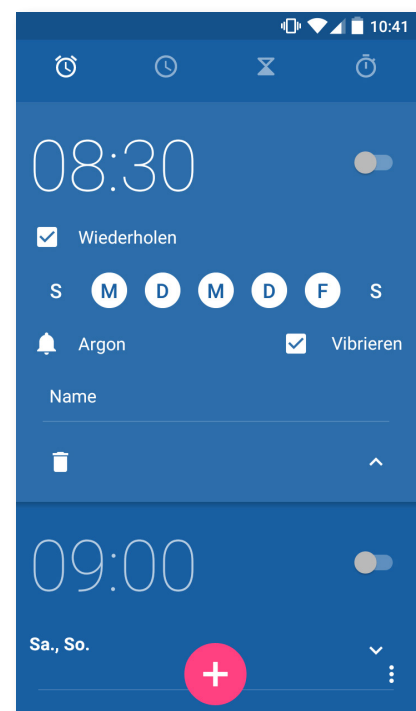 10:41
08:30
Wiederholen
S M D M D F S
Argon Vibrieren
Name
09:00
Sa., So.